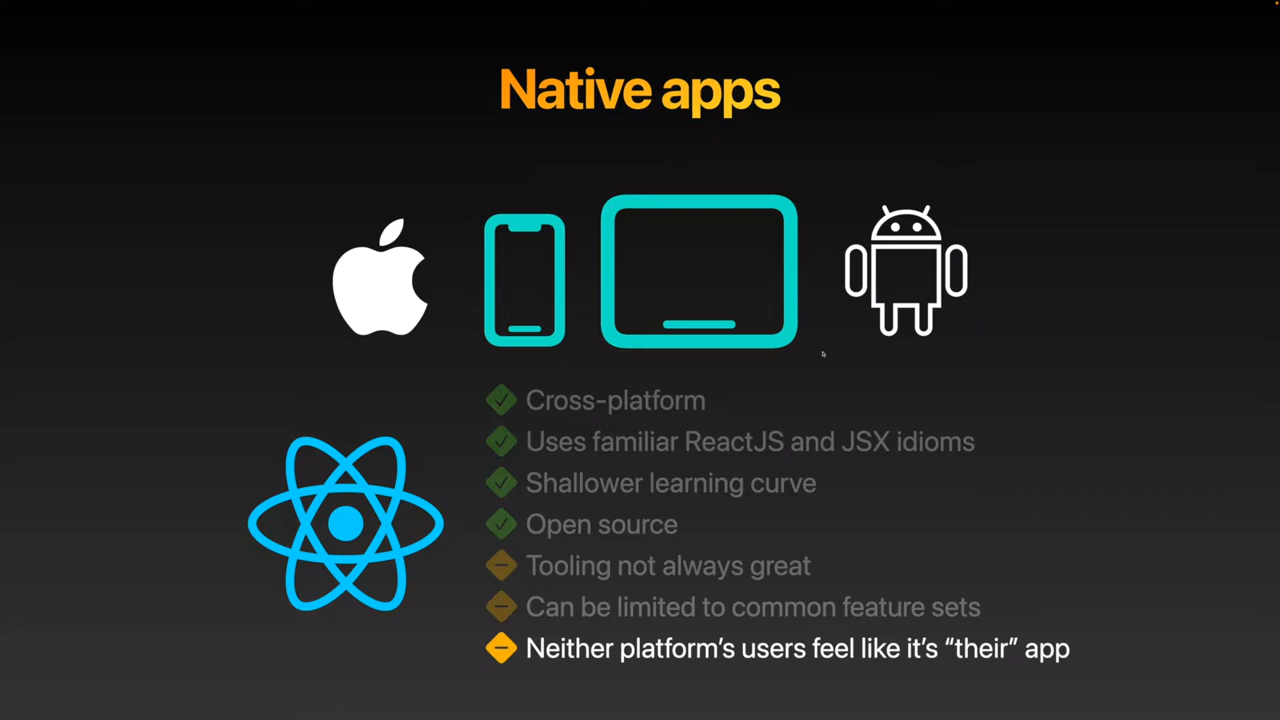 Native apps
Cross-platform
Uses familiar ReactJS and JSX idioms
Shallower learning curve
Open source
Tooling not always great
Can be limited to common feature sets
Neither platform’s users feel like it’s “their” app